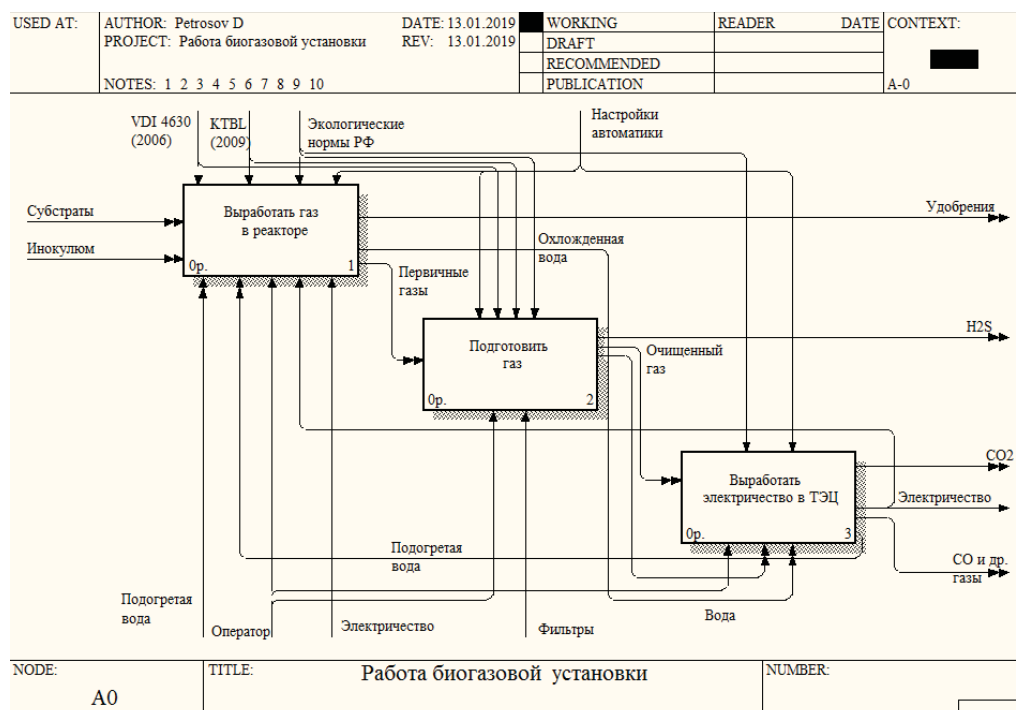 USED AT:
AUTHOR: Petrosov D
DATE: 13.01.2019
WORKING
READER
DATE
CONTEXT:
PROJECT: Работа биогазовой установки
REV: 13.01.2019
DRAFT
RECOMMENDED
NOTES: 1 2 3 4 5 6 7 8 9 10
PUBLICATION
A-0
VDI 4630
(2006)
KTBL
(2009)
Экологические
нормы РФ
Настройки
автоматики
Субстраты
Инокулюм
Выработать газ
в реакторе
0р.
1
Удобрения
Охложденная
вода
Первичные
газы
H2S
Подготовить
газ
0р.
2
Очищенный
газ
CO2
Выработать
электричество в ТЭЦ
0р.
3
Электричество
CO и др.
газы
Подогретая
вода
Подогретая
вода
Оператор
Электричество
Фильтры
Вода
NODE:
TITLE:
NUMBER:
A0
Работа биогазовой установки